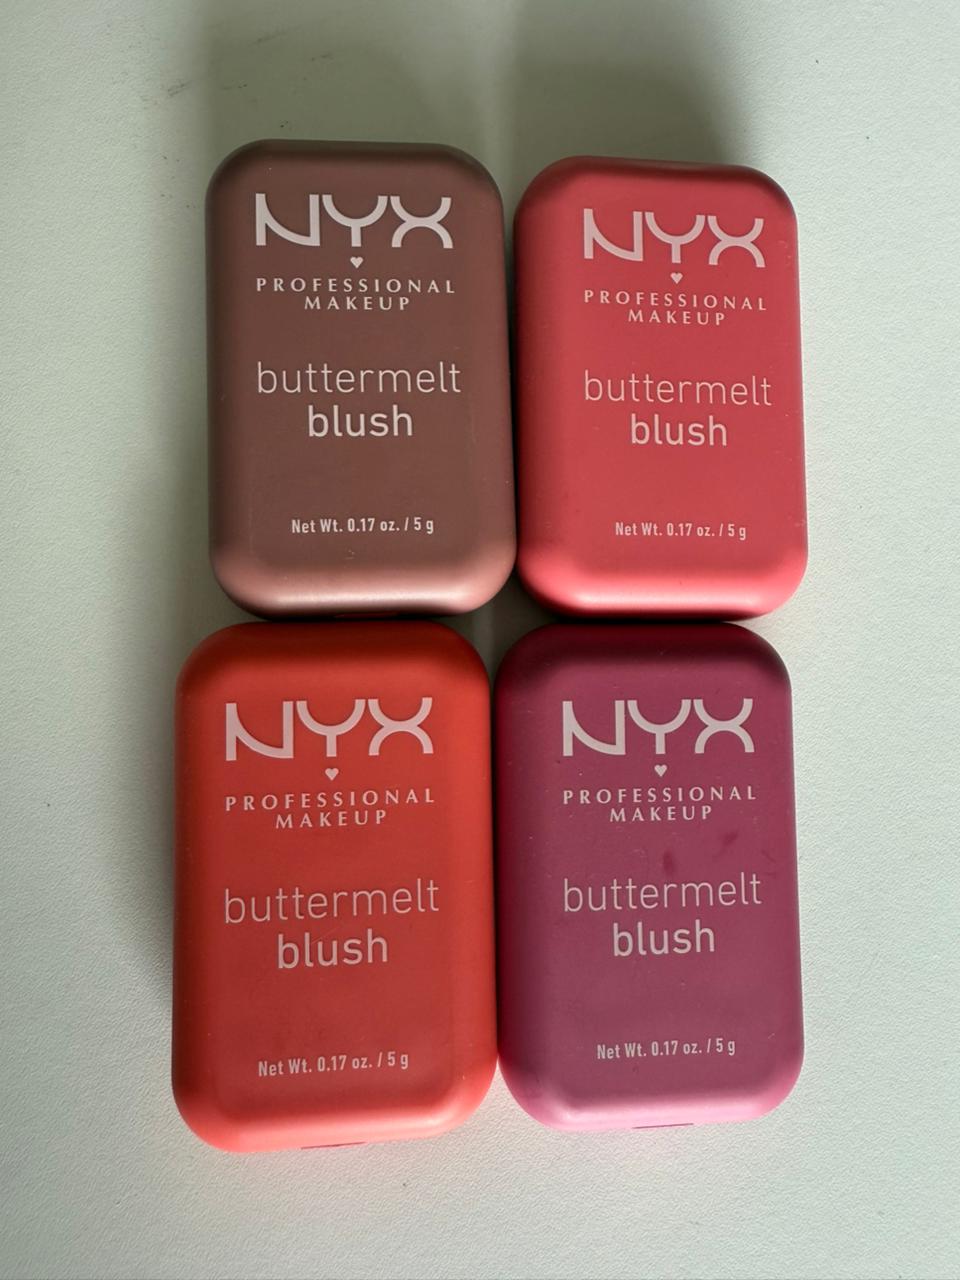 NYX
PROFESSIONAL
MAKEUP
buttermelt
blush
Net Wt. 0.17 oz. / 5 g
NYX
PROFESSIONAL
MAKEUP
buttermelt
blush
Net Wt. 0.17 oz. / 5 g
NYX
PROFESSIONAL
MAKEUP
buttermelt
blush
Net Wt. 0.17 oz. / 5 g
NYX
PROFESSIONAL
MAKEUP
buttermelt
blush
Net Wt. 0.17 oz. / 5 g